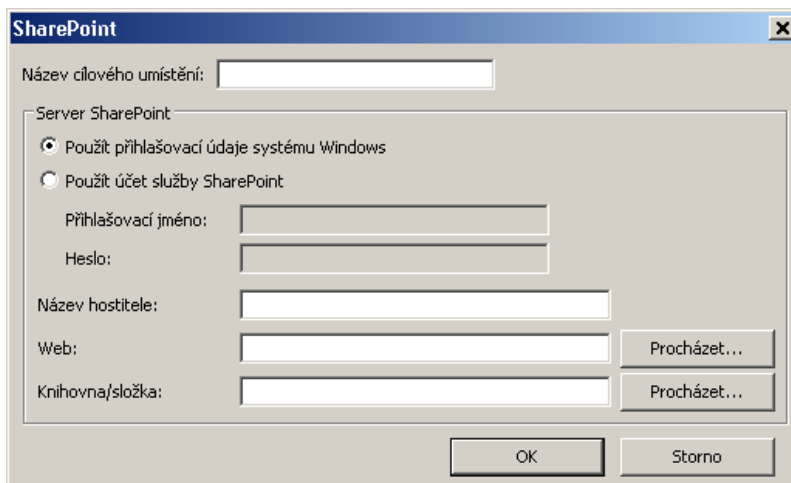 SharePoint
Název cílového umístění:
Server SharePoint
Použít přihlašovací údaje systému Windows
Použít účet služby SharePoint
Přihlašovací jméno:
Heslo:
Název hostitele:
Web:
Procházet...
Knihovna/složka:
Procházet...
OK
Storno